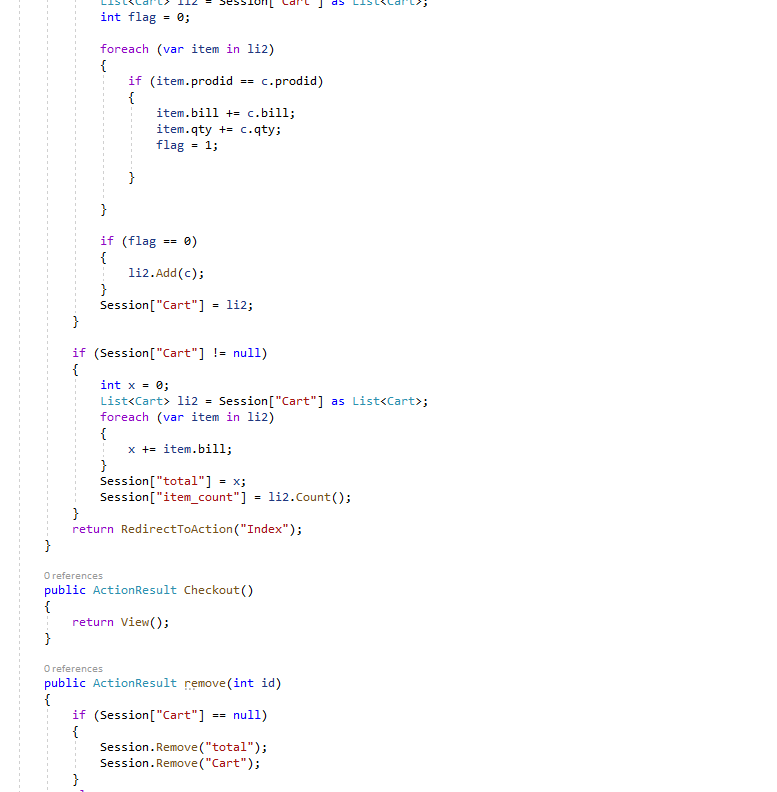 List<Cart> li2 = Session["Cart"] as List<Cart>;
int flag = 0;
foreach (var item in li2)
{
if (item.prodid == c.prodid)
{
item.bill += c.bill;
item.qty += c.qty;
flag = 1;
}
}
if (flag == 0)
{
li2.Add(c);
}
Session["Cart"] = li2;
}
if (Session["Cart"] != null)
{
int x = 0;
List<Cart> li2 = Session["Cart"] as List<Cart>;
foreach (var item in li2)
{
x += item.bill;
}
Session["total"] = x;
Session["item_count"] = li2.Count();
}
return RedirectToAction("Index");
}
0 references
public ActionResult Checkout()
{
return View();
}
0 references
public ActionResult remove(int id)
{
if (Session["Cart"] == null)
{
Session.Remove("total");
Session.Remove("Cart");
}